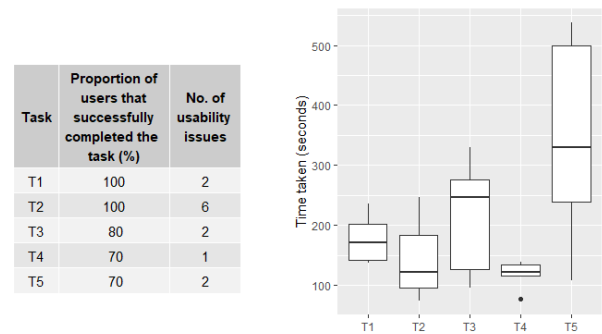 Task
Proportion of
users that
successfully
completed the
task (%)
No. of
usability
issues
T1 100 2
T2 100 6
T3 80 2
T4 70 1
T5 70 2
Time taken (seconds)
500
400
300
200
100
T1 T2 T3 T4 T5